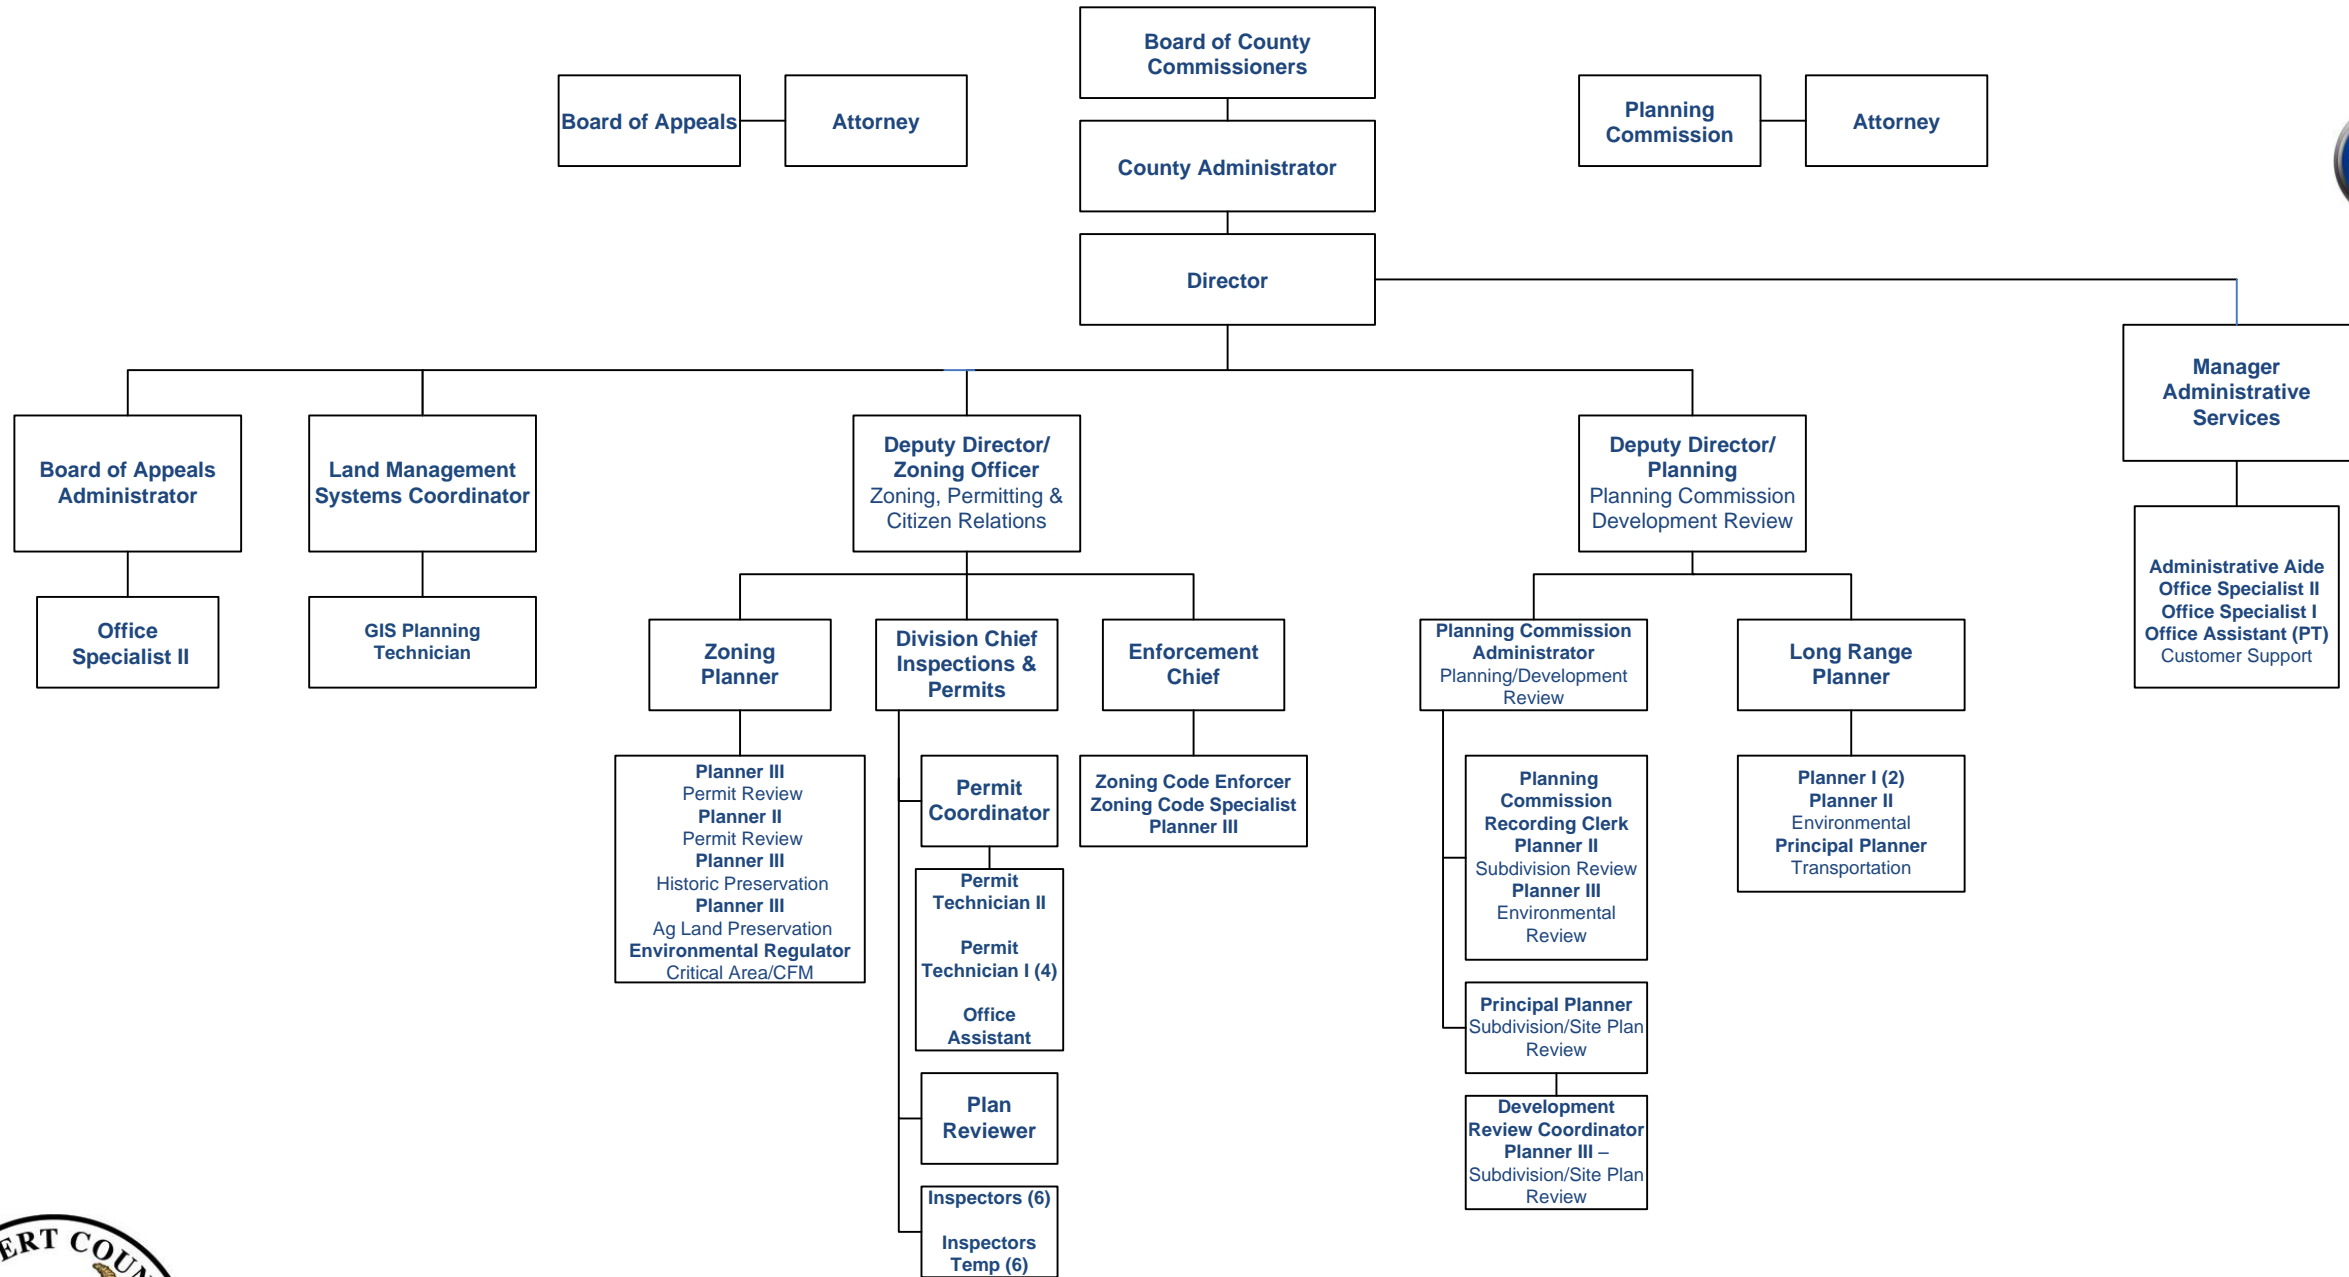 Board of County
Commissioners
Board of Appeals
Attorney
Planning
Commission
Attorney
County Administrator
Director
Manager
Administrative
Services
Board of Appeals
Administrator
Land Management
Systems Coordinator
Deputy Director/
Zoning Officer
Zoning, Permitting &
Citizen Relations
Deputy Director/
Planning
Planning Commission
Development Review
Administrative Aide
Office Specialist II
Office Specialist I
Office Assistant (PT)
Customer Support
Office
Specialist II
GIS Planning
Technician
Zoning
Planner
Division Chief
Inspections &
Permits
Enforcement
Chief
Planning Commission
Administrator
Planning/Development
Review
Long Range
Planner
Planner III
Permit Review
Planner II
Permit Review
Planner III
Historic Preservation
Planner III
Ag Land Preservation
Environmental Regulator
Critical Area/CFM
Permit
Coordinator
Zoning Code Enforcer
Zoning Code Specialist
Planner III
Planning
Commission
Recording Clerk
Planner II
Subdivision Review
Planner III
Environmental
Review
Planner I (2)
Planner II
Environmental
Principal Planner
Transportation
Permit
Technician II
Permit
Technician I (4)
Office
Assistant
Principal Planner
Subdivision/Site Plan
Review
Plan
Reviewer
Development
Review Coordinator
Planner III –
Subdivision/Site Plan
Review
Inspectors (6)
Inspectors
Temp (6)
ERT COUN